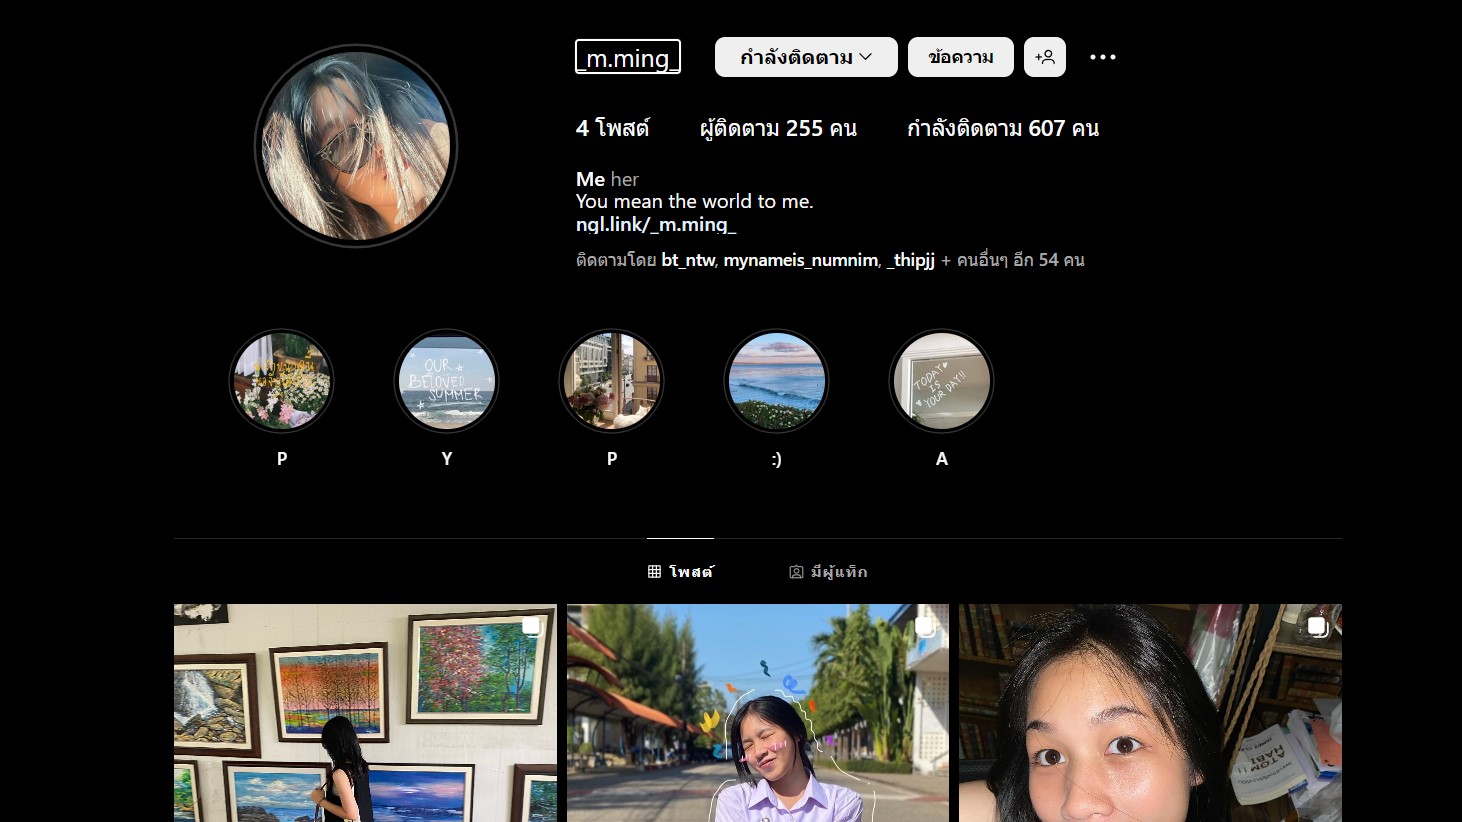 _m.ming_
กำลังติดตาม
ข้อความ
4 โพสต์ ผู้ติดตาม 255 คน กำลังติดตาม 607 คน
Me her
You mean the world to me.
ngl.link/_m.ming_
ติดตามโดย bt_ntw, mynameis_numnim, _thipjj + คนอื่นๆ อีก 54 คน
OUR
BELOVED
SUMMER
TODAY
IS
YOUR DAY!!
P
Y
P
:)
A
โพสต์
มีผู้แท็ก